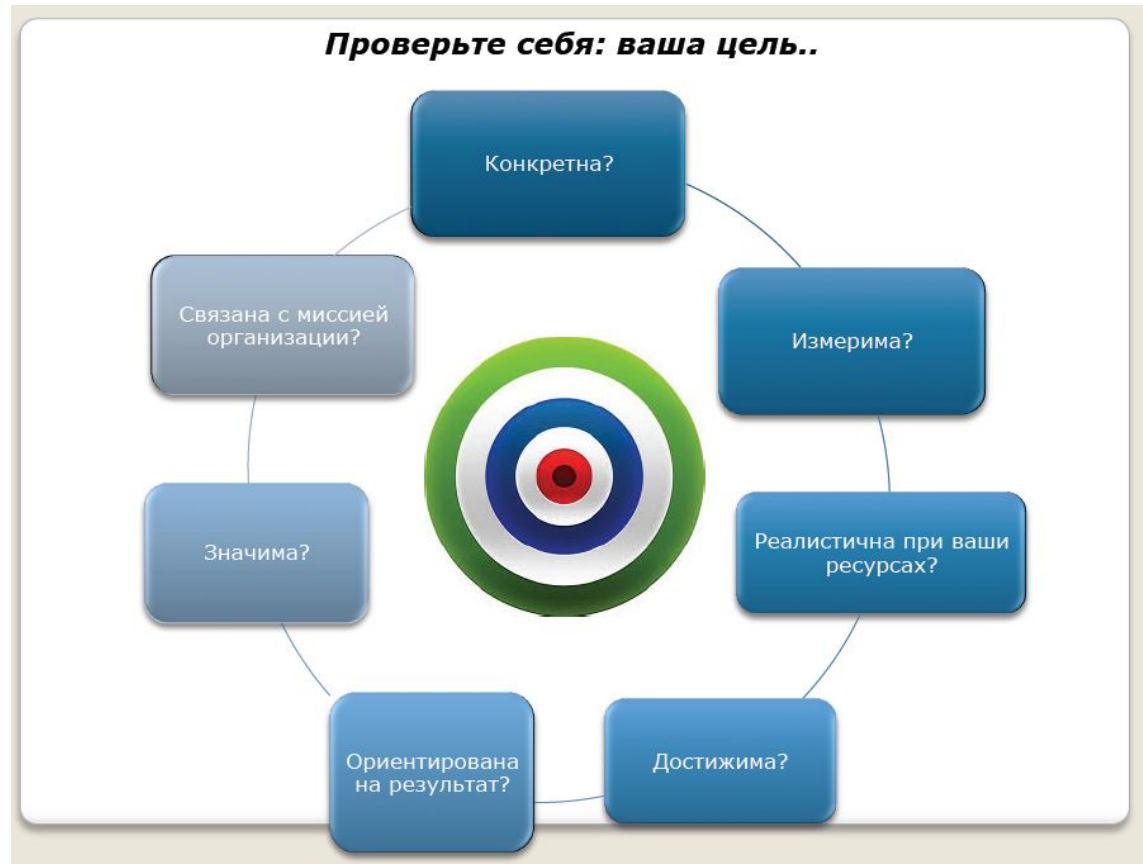 Проверьте себя: ваша цель..
Конкретна?
Измерима?
Реалистична при ваши
ресурсах?
Достижима?
Ориентирована
на результат?
Значима?
Связана с миссией
организации?